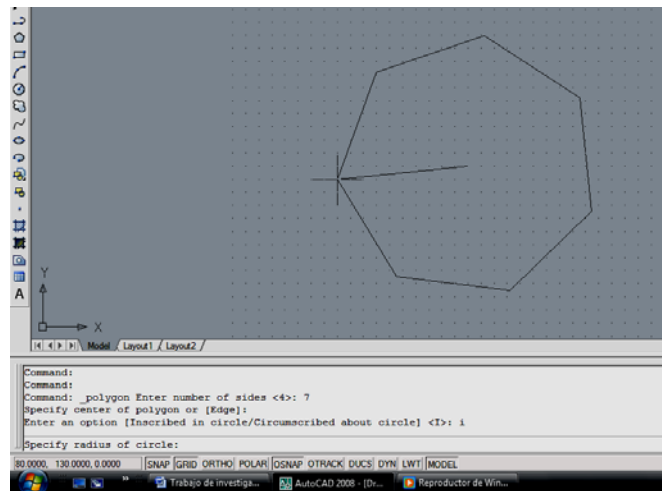 A
Y
X
Model / Layout1 / Layout2 /
Command:
Command:
Command: _polygon Enter number of sides <4>: 7
Specify center of polygon or [Edge]:
Enter an option [Inscribed in circle/Circumscribed about circle] <I>: i
Specify radius of circle:
80.0000, 130.0000, 0.0000 SNAP GRID ORTHO POLAR OSNAP OTRACK DUCS DYN LWT MODEL
Trabajo de investiga... AutoCAD 2008 - [Dr... Reproductor de Win...